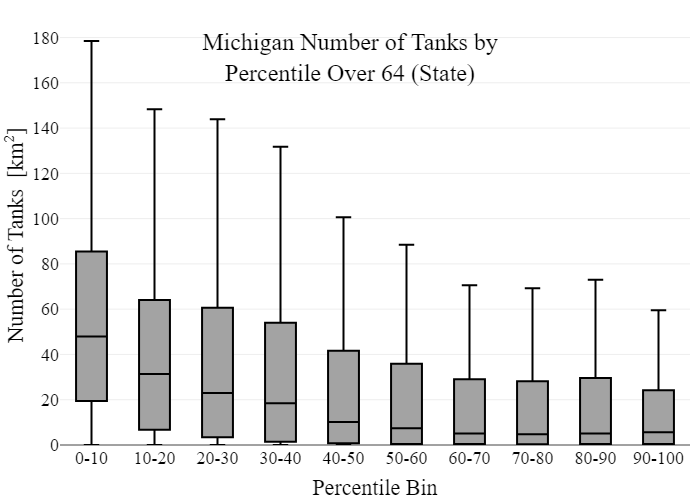 Michigan Number of Tanks by
Percentile Over 64 (State)
Number of Tanks [km²]
180
160
140
120
100
80
60
40
20
0
0-10 10-20 20-30 30-40 40-50 50-60 60-70 70-80 80-90 90-100
Percentile Bin